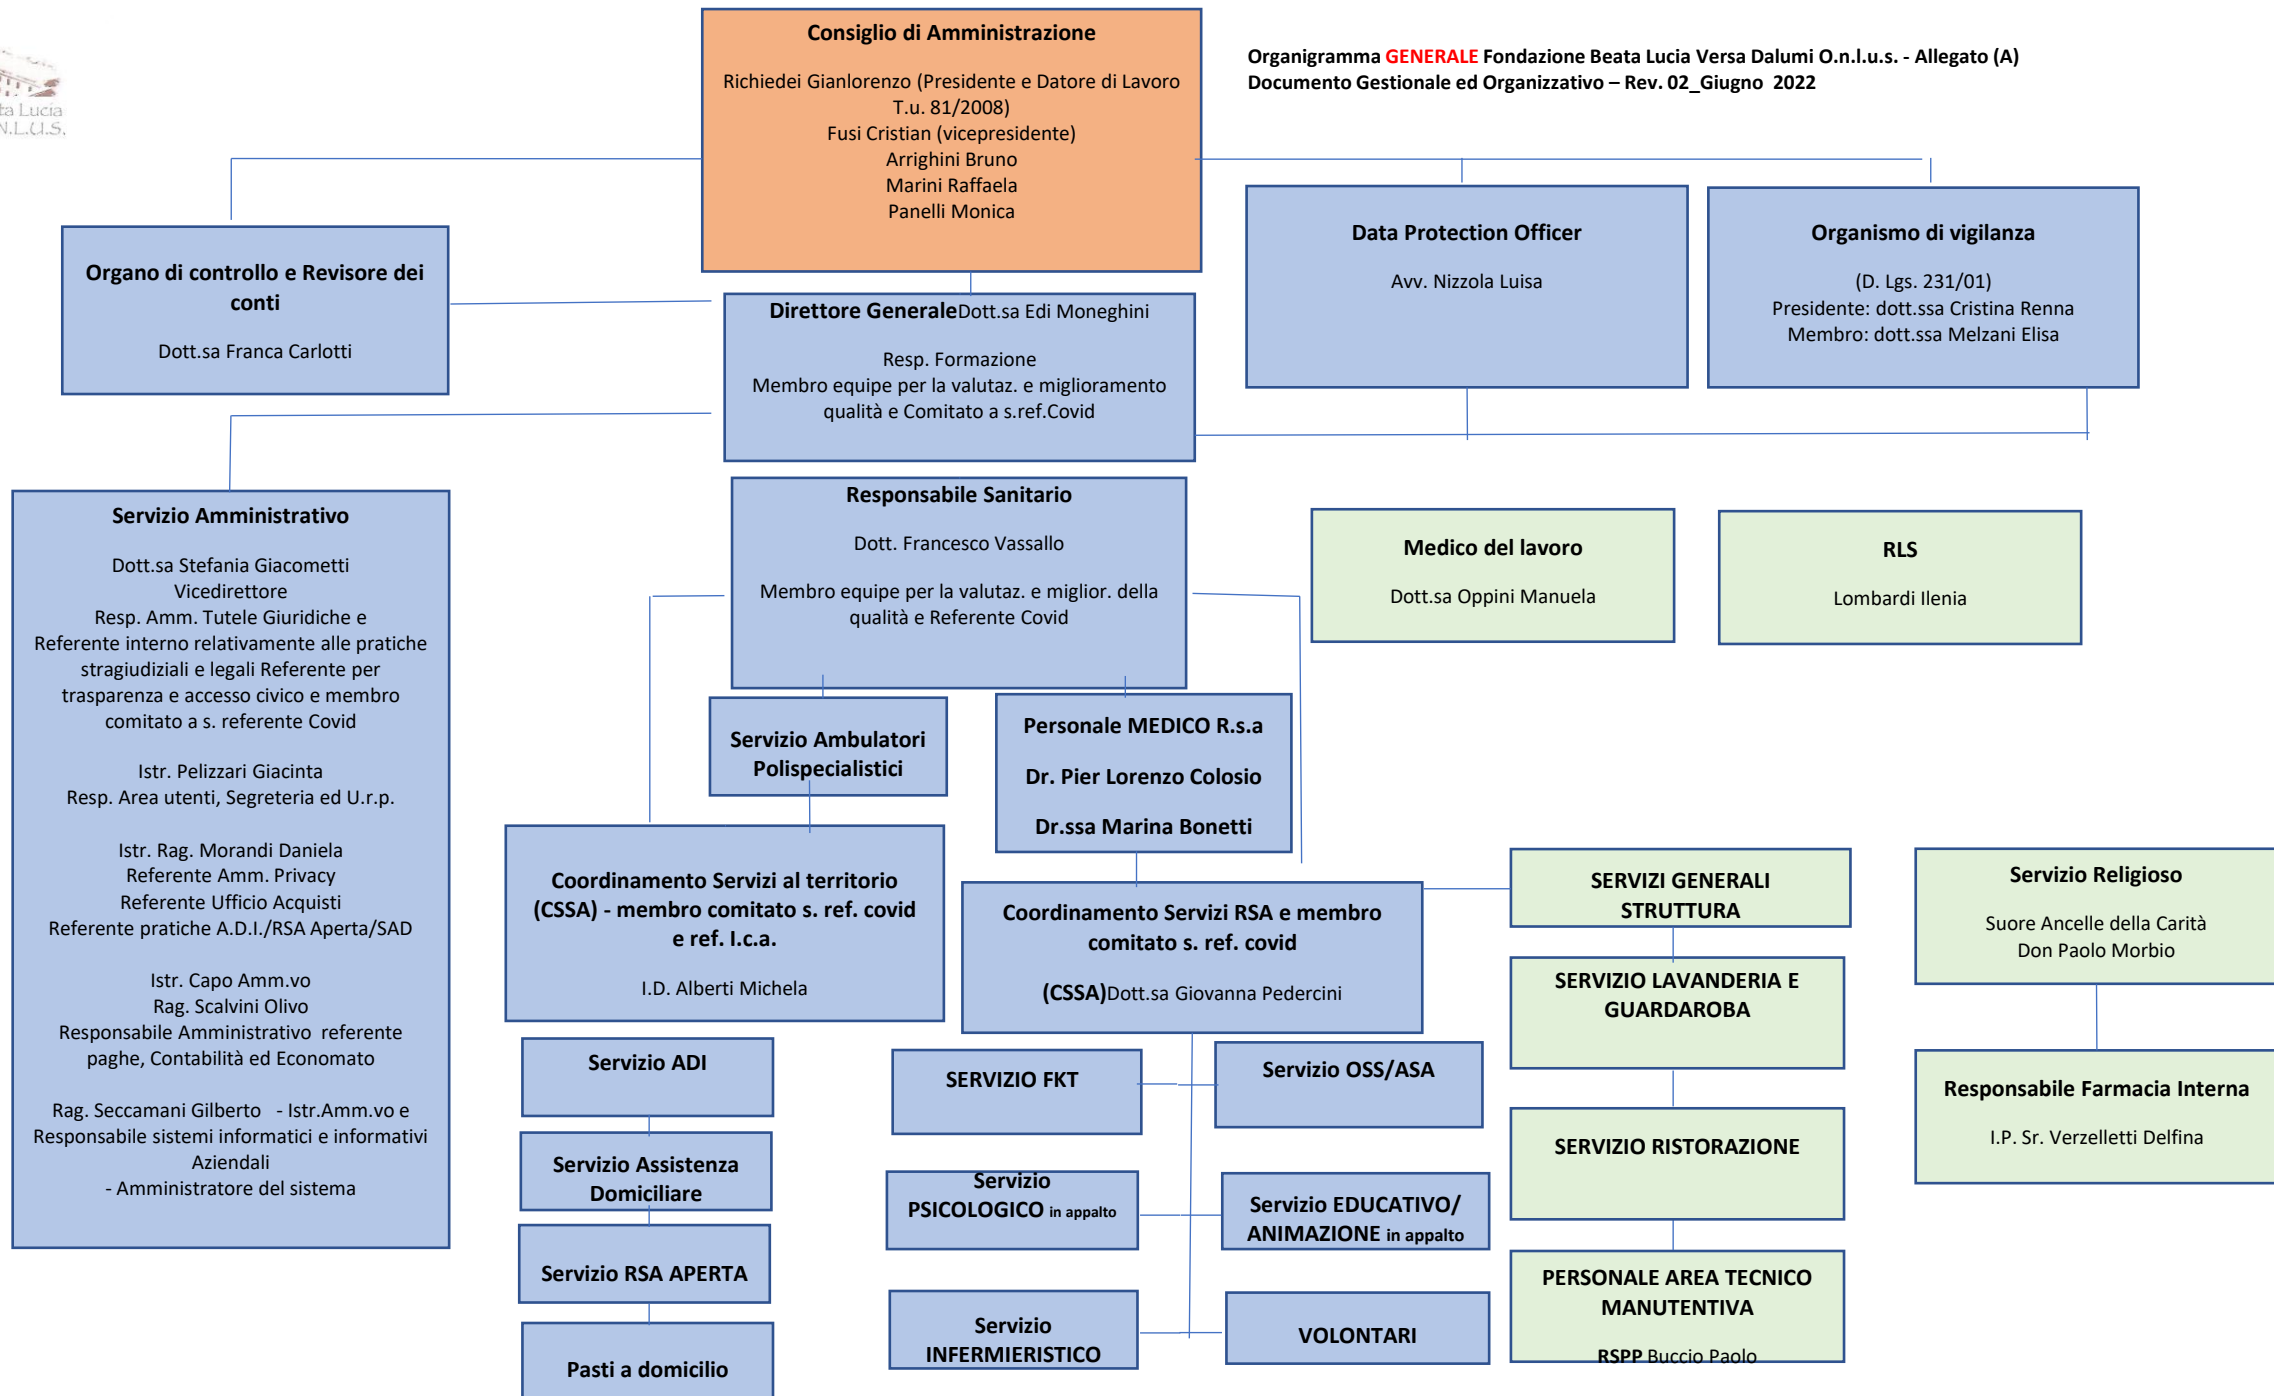 Consiglio di Amministrazione
Richiedei Gianlorenzo (Presidente e Datore di Lavoro
T.u. 81/2008)
Fusi Cristian (vicepresidente)
Arrighini Bruno
Marini Raffaela
Panelli Monica
Organigramma GENERALE Fondazione Beata Lucia Versa Dalumi O.n.l.u.s. - Allegato (A)
Documento Gestionale ed Organizzativo – Rev. 02_Giugno 2022
Lucia
Organo di controllo e Revisore dei
conti
Dott.sa Franca Carlotti
Direttore GeneraleDott.sa Edi Moneghini
Resp. Formazione
Membro equipe per la valutaz. e miglioramento
qualità e Comitato a s.ref.Covid
Data Protection Officer
Avv. Nizzola Luisa
Organismo di vigilanza
(D. Lgs. 231/01)
Presidente: dott.ssa Cristina Renna
Membro: dott.ssa Melzani Elisa
Servizio Amministrativo
Dott.sa Stefania Giacometti
Vicedirettore
Resp. Amm. Tutele Giuridiche e
Referente interno relativamente alle pratiche
stragiudiziali e legali Referente per
trasparenza e accesso civico e membro
comitato a s. referente Covid
Istr. Pelizzari Giacinta
Resp. Area utenti, Segreteria ed U.r.p.
Istr. Rag. Morandi Daniela
Referente Amm. Privacy
Referente Ufficio Acquisti
Referente pratiche A.D.I./RSA Aperta/SAD
Istr. Capo Amm.vo
Rag. Scalvini Olivo
Responsabile Amministrativo referente
paghe, Contabilità ed Economato
Rag. Seccamani Gilberto - Istr.Amm.vo e
Responsabile sistemi informatici e informativi
Aziendali
- Amministratore del sistema
Responsabile Sanitario
Dott. Francesco Vassallo
Membro equipe per la valutaz. e miglior. della
qualità e Referente Covid
Medico del lavoro
Dott.sa Oppini Manuela
RLS
Lombardi Ilenia
Servizio Ambulatori
Polispecialistici
Personale MEDICO R.s.a
Dr. Pier Lorenzo Colosio
Dr.ssa Marina Bonetti
Coordinamento Servizi al territorio
(CSSA) - membro comitato s. ref. covid
e ref. I.c.a.
I.D. Alberti Michela
Coordinamento Servizi RSA e membro
comitato s. ref. covid
(CSSA)Dott.sa Giovanna Pedercini
SERVIZI GENERALI
STRUTTURA
SERVIZIO LAVANDERIA E
GUARDAROBA
SERVIZIO RISTORAZIONE
PERSONALE AREA TECNICO
MANUTENTIVA
RSPP Buccio Paolo
Servizio Religioso
Suore Ancelle della Carità
Don Paolo Morbio
Responsabile Farmacia Interna
I.P. Sr. Verzelletti Delfina
Servizio ADI
Servizio Assistenza
Domiciliare
Servizio RSA APERTA
Pasti a domicilio
SERVIZIO FKT
Servizio OSS/ASA
Servizio
PSICOLOGICO in appalto
Servizio EDUCATIVO/
ANIMAZIONE in appalto
Servizio
INFERMIERISTICO
VOLONTARI